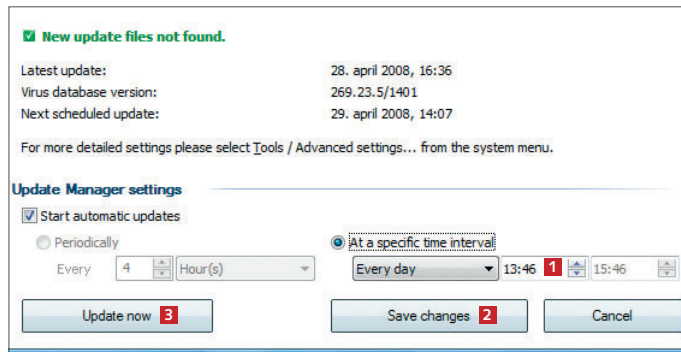 New update files not found.
Latest update: 28. april 2008, 16:36
Virus database version: 269.23.5/1401
Next scheduled update: 29. april 2008, 14:07
For more detailed settings please select Tools / Advanced settings... from the system menu.
Update Manager settings
Start automatic updates
Periodically At a specific time interval
Every 4 Hour(s) Every day 13:46 1 15:46
Update now 3 Save changes 2 Cancel